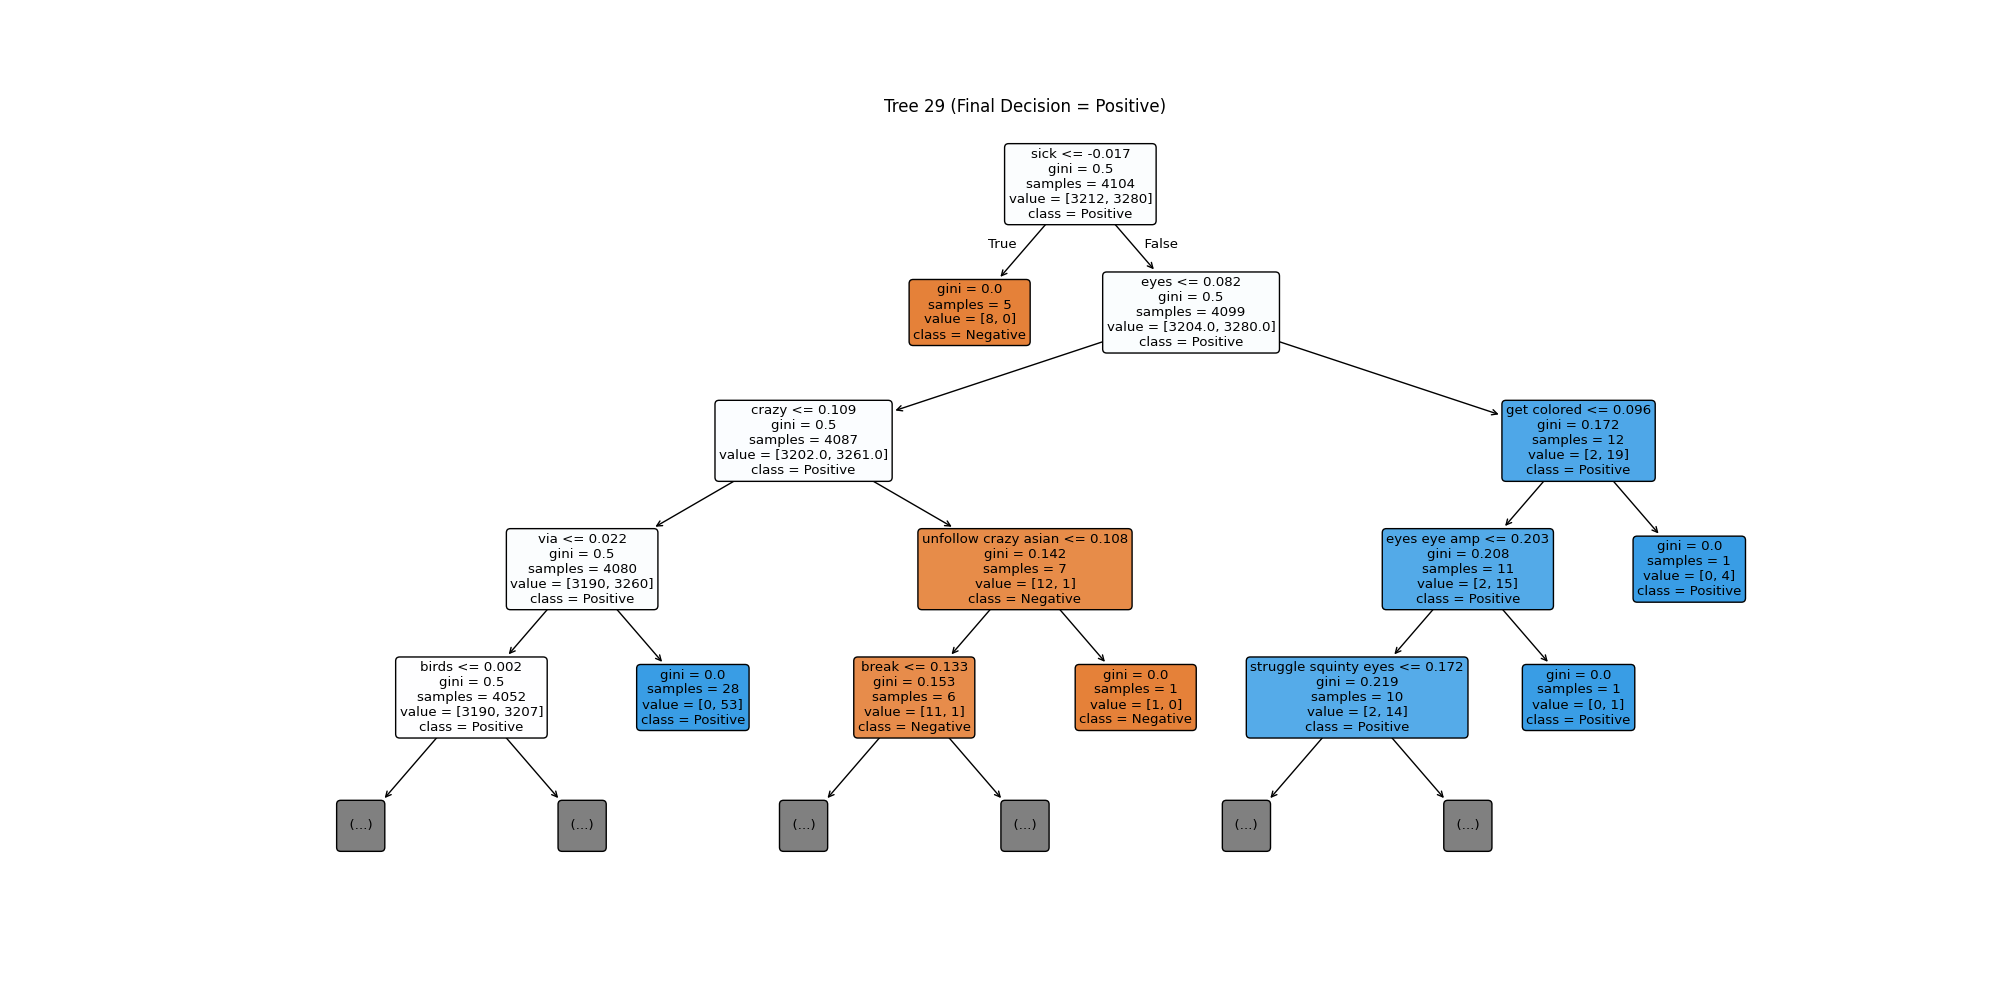 Tree 29 (Final Decision = Positive)
sick <= -0.017
gini = 0.5
samples = 4104
value = [3212, 3280]
class = Positive
True
False
gini = 0.0
samples = 5
value = [8, 0]
class = Negative
eyes <= 0.082
gini = 0.5
samples = 4099
value = [3204.0, 3280.0]
class = Positive
crazy <= 0.109
gini = 0.5
samples = 4087
value = [3202.0, 3261.0]
class = Positive
get colored <= 0.096
gini = 0.172
samples = 12
value = [2, 19]
class = Positive
via <= 0.022
gini = 0.5
samples = 4080
value = [3190, 3260]
class = Positive
unfollow crazy asian <= 0.108
gini = 0.142
samples = 7
value = [12, 1]
class = Negative
eyes eye amp <= 0.203
gini = 0.208
samples = 11
value = [2, 15]
class = Positive
gini = 0.0
samples = 1
value = [0, 4]
class = Positive
birds <= 0.002
gini = 0.5
samples = 4052
value = [3190, 3207]
class = Positive
gini = 0.0
samples = 28
value = [0, 53]
class = Positive
break <= 0.133
gini = 0.153
samples = 6
value = [11, 1]
class = Negative
gini = 0.0
samples = 1
value = [1, 0]
class = Negative
struggle squinty eyes <= 0.172
gini = 0.219
samples = 10
value = [2, 14]
class = Positive
gini = 0.0
samples = 1
value = [0, 1]
class = Positive
(...)
(...)
(...)
(...)
(...)
(...)